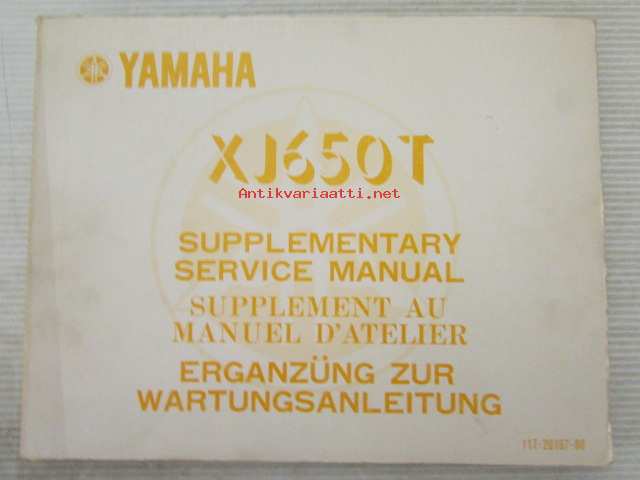 YAMAHA
XJ650T
Antikvariaatti.net
SUPPLEMENTARY
SERVICE MANUAL
SUPPLEMENT AU
MANUEL D'ATELIER
ERGANZÜNG ZUR
WARTUNGSANLEITUNG